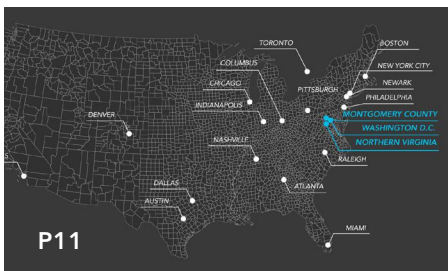 TORONTO
BOSTON
COLUMBUS
NEW YORK CITY
CHICAGO
PITTSBURGH
NEWARK
INDIANAPOLIS
PHILADELPHIA
DENVER
MONTGOMERY COUNTY
WASHINGTON D.C.
NASHVILLE
NORTHERN VIRGINIA
RALEIGH
DALLAS
ATLANTA
AUSTIN
MIAMI
P11